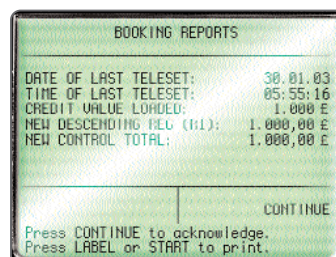 BOOKING REPORTS
DATE OF LAST TELESET: 30.01.03
TIME OF LAST TELESET: 05:55:16
CREDIT VALUE LOADED: 1.000 £
NEW DESCENDING REG (R1): 1.000,00 £
NEW CONTROL TOTAL: 1.000,00 £
CONTINUE
Press CONTINUE to acknowledge.
Press LABEL or START to print.